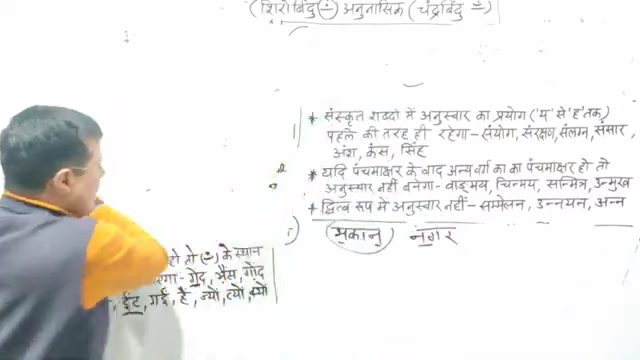 (शिरोबिंदु (ं) अनुनासिक (चंद्रबिंदु ँ)
* संस्कृत शब्दों में अनुस्वार का प्रयोग ('य' से 'ह' तक)
पहले की तरह ही रहेगा - संयोग, संरक्षण, संलग्न, संसार,
अंश, कंस, सिंह
* यदि पंचमाक्षर के बाद अन्य वर्ग का का पंचमाक्षर हो तो
अनुस्वार नहीं बनेगा - वाङ्मय, चिन्मय, सन्मित्र, उन्मुख
* द्वित्व रूप में अनुस्वार नहीं - सम्मेलन, उन्नयन, अन्न
मकान नगर
हो तो (ँ) के स्थान
गेंद, भैंस, गोंद
ईंट, गईं, हैं, ज्यों, त्यों, क्यों